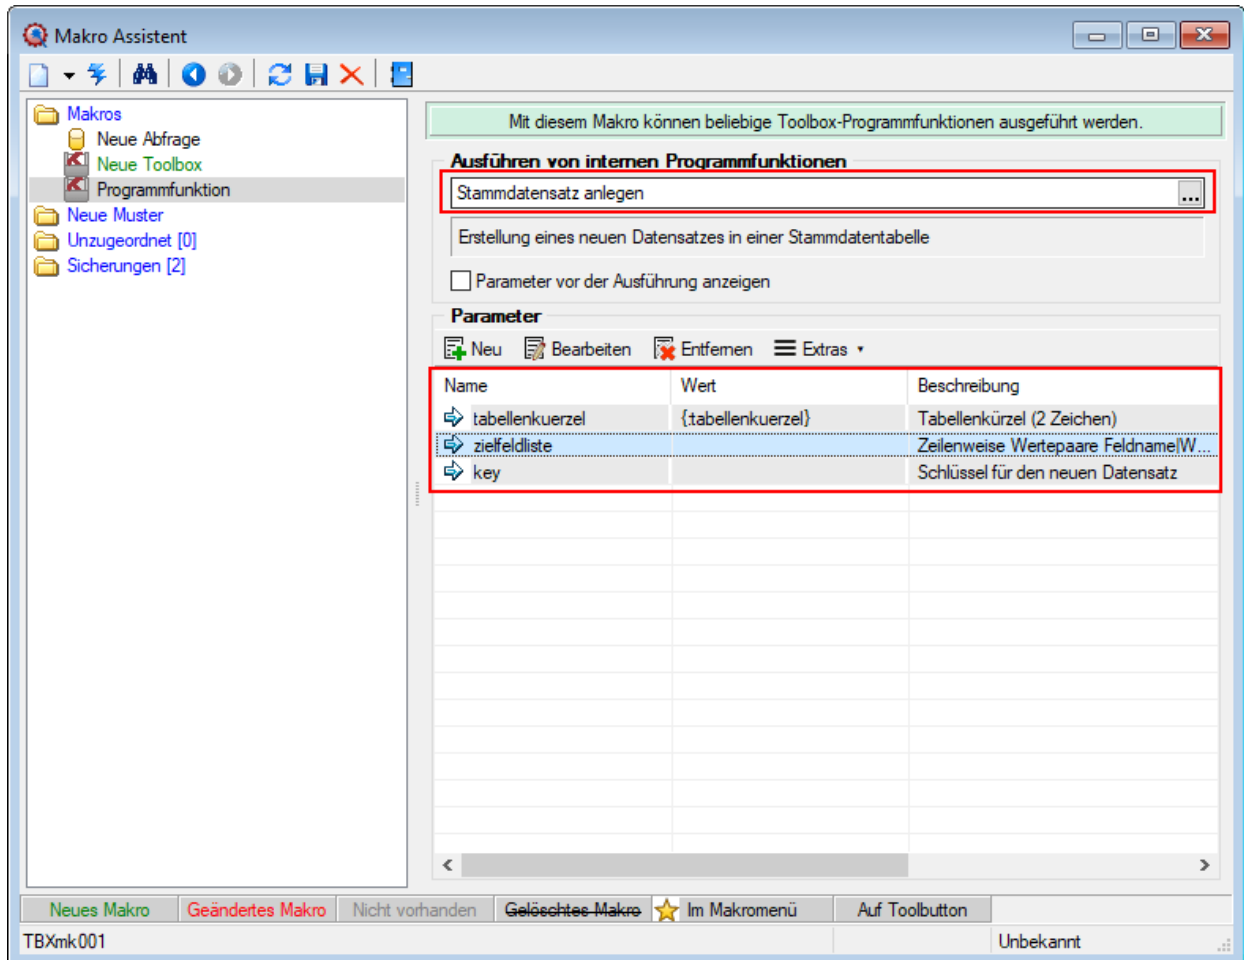 Makro Assistent
Makros
Neue Abfrage
Neue Toolbox
Programmfunktion
Neue Muster
Unzugeordnet [0]
Sicherungen [2]
Mit diesem Makro können beliebige Toolbox-Programmfunktionen ausgeführt werden.
Ausführen von internen Programmfunktionen
Stammdatensatz anlegen ...
Erstellung eines neuen Datensatzes in einer Stammdatentabelle
Parameter vor der Ausführung anzeigen
Parameter
Neu Bearbeiten Entfernen Extras
Name Wert Beschreibung
tabellenkuerzel {:tabellenkuerzel} Tabellenkürzel (2 Zeichen)
zielfeldliste Zeilenweise Wertepaare Feldname|W...
key Schlüssel für den neuen Datensatz
Neues Makro Geändertes Makro Nicht vorhanden Gelöschtes Makro Im Makromenü Auf Toolbutton
TBXmk001 Unbekannt